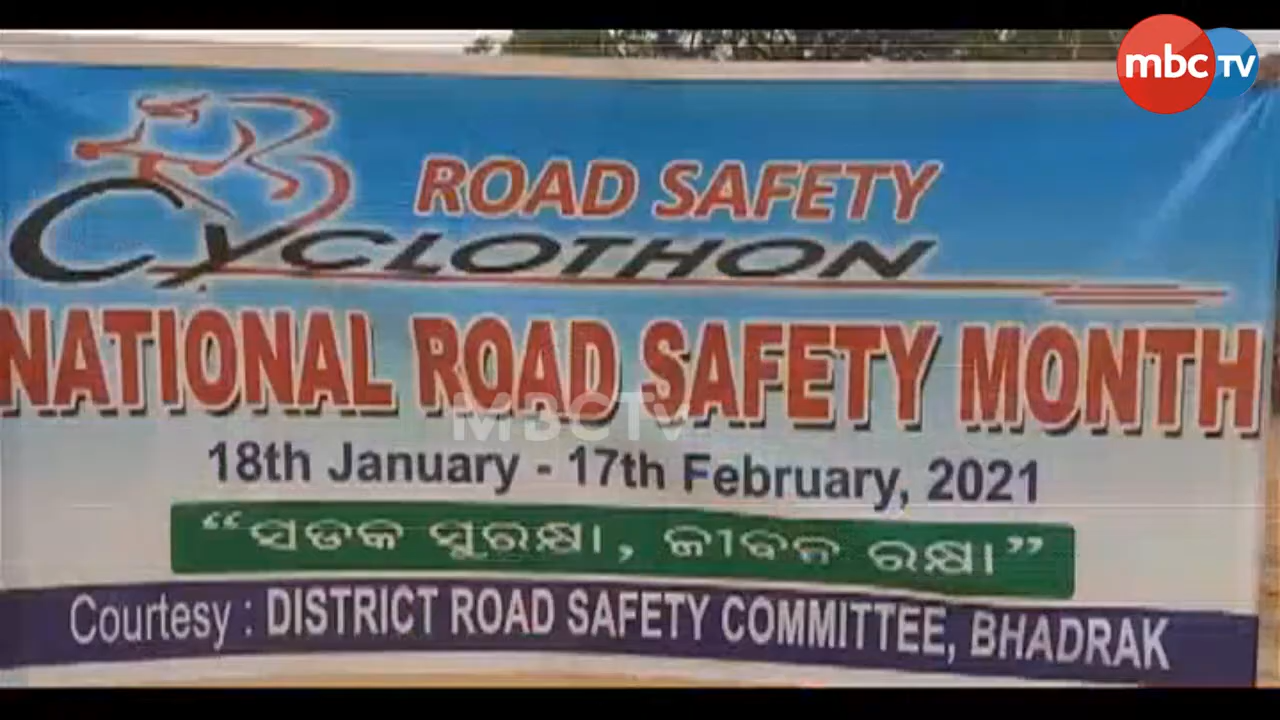 mbc TV
ROAD SAFETY
CYCLOTHON
NATIONAL ROAD SAFETY MONTH
MBCTv
18th January - 17th February, 2021
“ସଡକ ସୁରକ୍ଷା, ଜୀବନ ରକ୍ଷା”
Courtesy : DISTRICT ROAD SAFETY COMMITTEE, BHADRAK